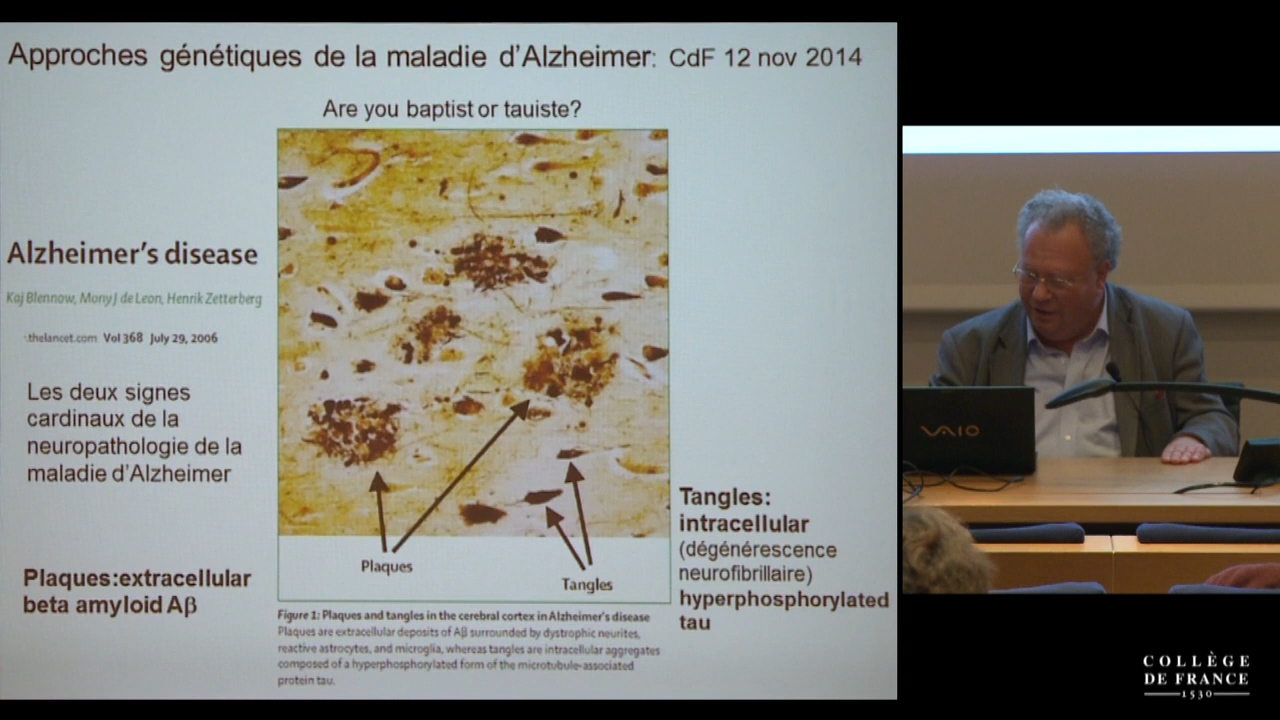 Approches génétiques de la maladie d'Alzheimer: CdF 12 nov 2014
Are you baptist or tauiste?
Alzheimer's disease
Kaj Blennow, Mony J de Leon, Henrik Zetterberg
thelancet.com Vol 368 July 29, 2006
Les deux signes
cardinaux de la
neuropathologie de la
maladie d'Alzheimer
Plaques:extracellular
beta amyloid Aβ
Plaques
Tangles
Figure 1: Plaques and tangles in the cerebral cortex in Alzheimer's disease
Plaques are extracellular deposits of Aβ surrounded by dystrophic neurites,
reactive astrocytes, and microglia, whereas tangles are intracellular aggregates
composed of a hyperphosphorylated form of the microtubule-associated
protein tau.
Tangles:
intracellular
(dégénérescence
neurofibrillaire)
hyperphosphorylated
tau
VAIO
COLLÈGE
DE FRANCE
1530